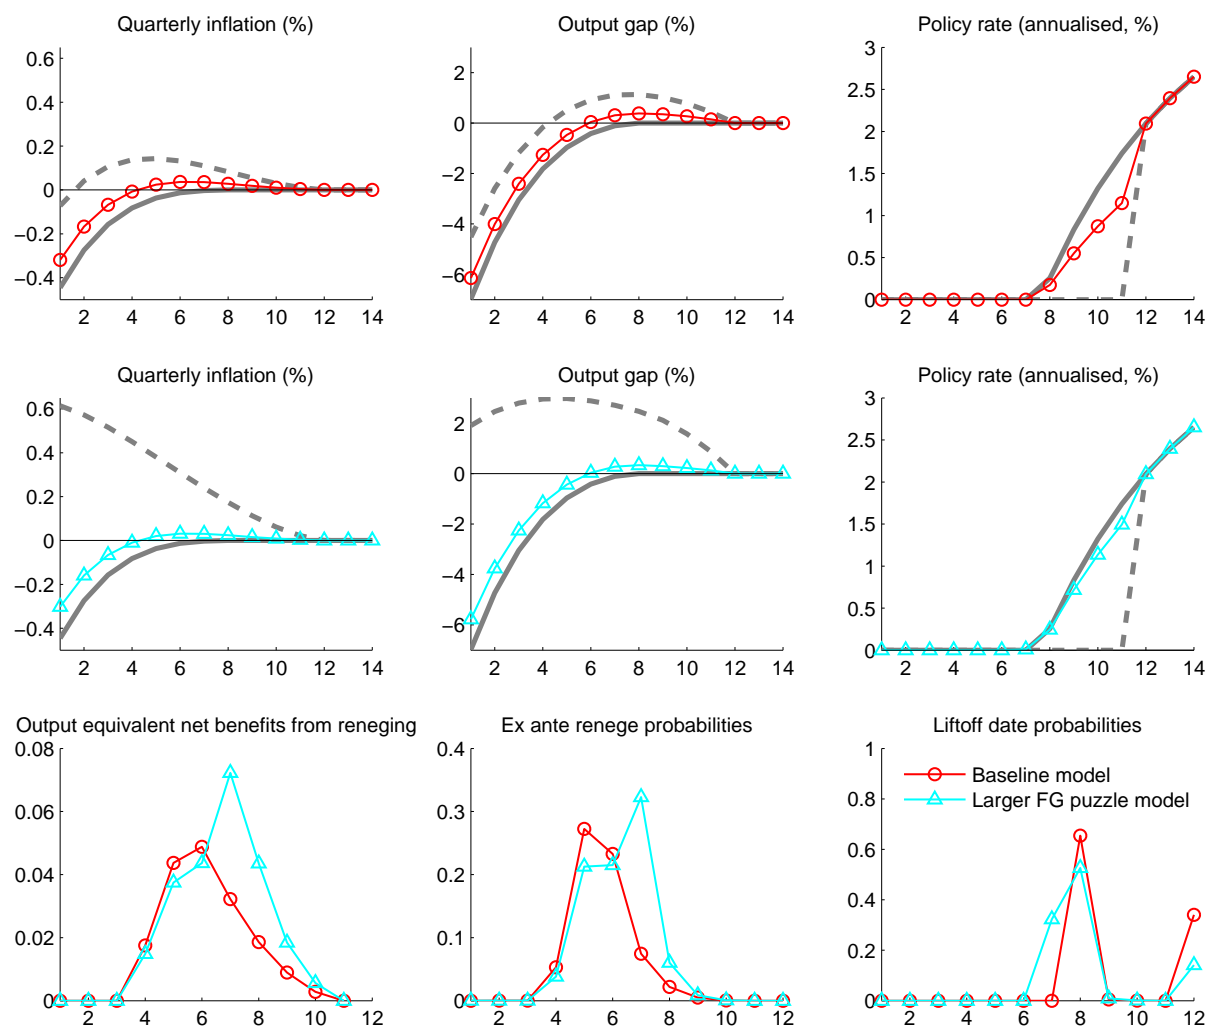 Quarterly inflation (%)
Output gap (%)
Policy rate (annualised, %)
0.6
0.4
0.2
0
−0.2
−0.4
2 4 6 8 10 12 14
2
0
−2
−4
−6
2 4 6 8 10 12 14
3
2.5
2
1.5
1
0.5
0
2 4 6 8 10 12 14
Quarterly inflation (%)
Output gap (%)
Policy rate (annualised, %)
0.6
0.4
0.2
0
−0.2
−0.4
2 4 6 8 10 12 14
2
0
−2
−4
−6
2 4 6 8 10 12 14
3
2.5
2
1.5
1
0.5
0
2 4 6 8 10 12 14
Output equivalent net benefits from reneging
Ex ante renege probabilities
Liftoff date probabilities
0.08
0.06
0.04
0.02
0
2 4 6 8 10 12
0.4
0.3
0.2
0.1
0
2 4 6 8 10 12
1
0.8
0.6
0.4
0.2
0
2 4 6 8 10 12
Baseline model
Larger FG puzzle model